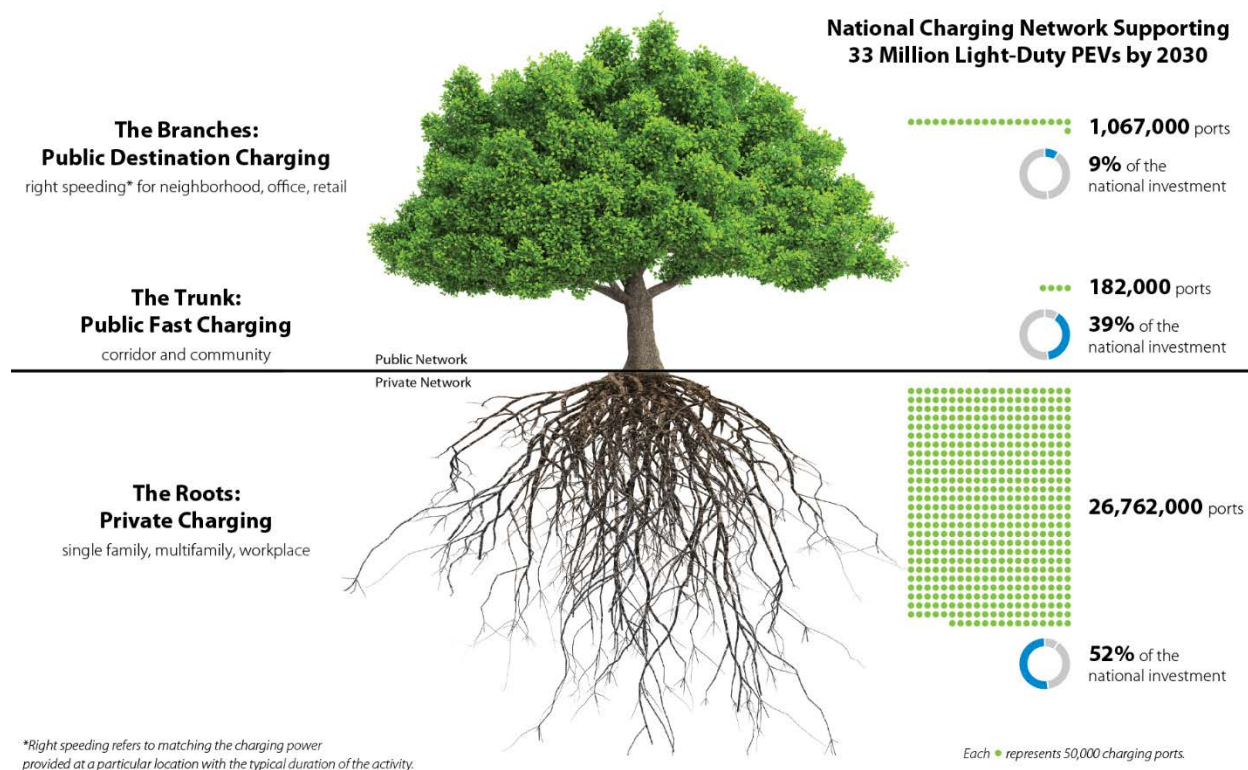 National Charging Network Supporting
33 Million Light-Duty PEVs by 2030
The Branches:
Public Destination Charging
right speeding* for neighborhood, office, retail
1,067,000 ports
9% of the
national investment
The Trunk:
Public Fast Charging
corridor and community
182,000 ports
39% of the
national investment
Public Network
Private Network
The Roots:
Private Charging
single family, multifamily, workplace
26,762,000 ports
52% of the
national investment
*Right speeding refers to matching the charging power
provided at a particular location with the typical duration of the activity.
Each ● represents 50,000 charging ports.